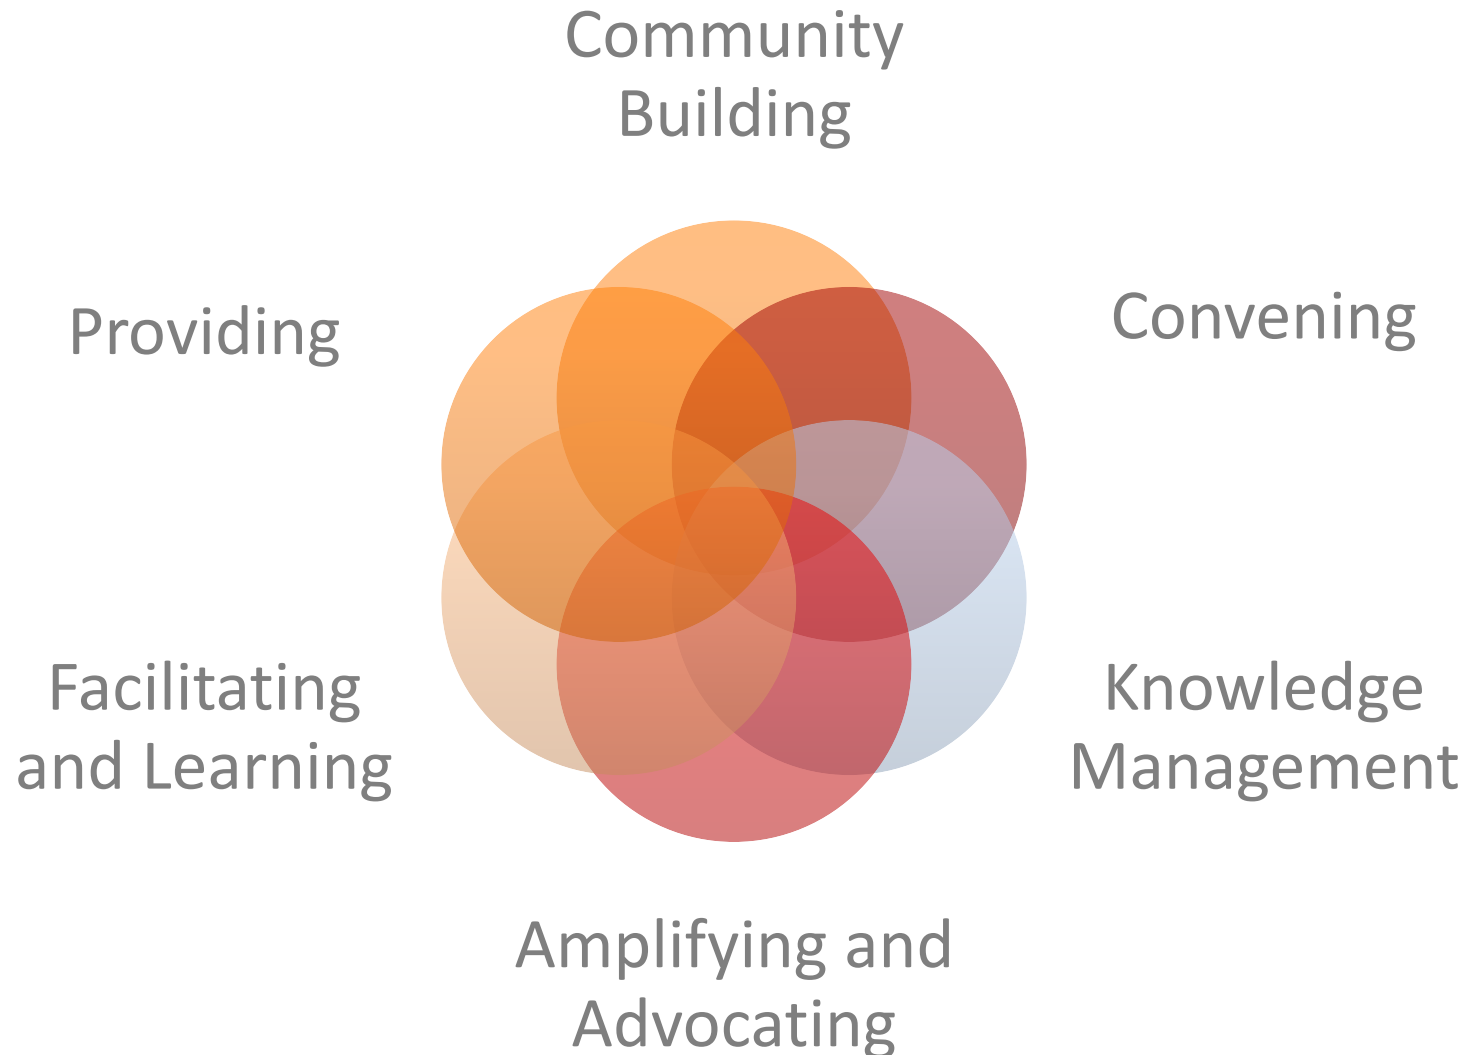 Community
Building
Providing
Convening
Facilitating
and Learning
Knowledge
Management
Amplifying and
Advocating